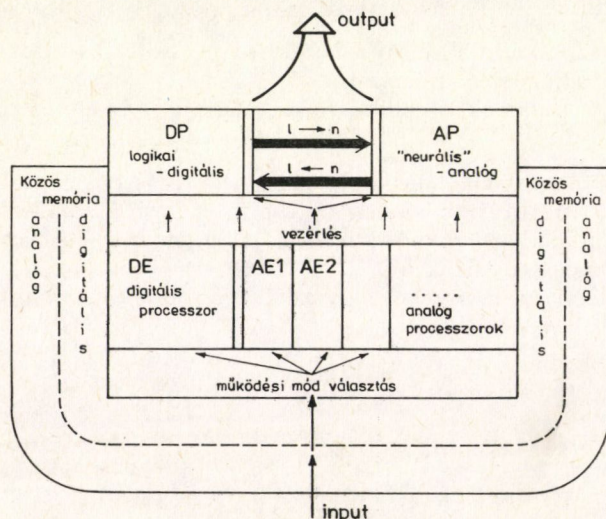 output
DP
logikai
- digitális
l → n
l ← n
AP
"neurális"
- analóg
Közös
memória
analóg
digitális
Közös
memória
digitális
analóg
vezérlés
DE
digitális
processzor
AE1
AE2
.....
analóg
processzorok
működési mód választás
input